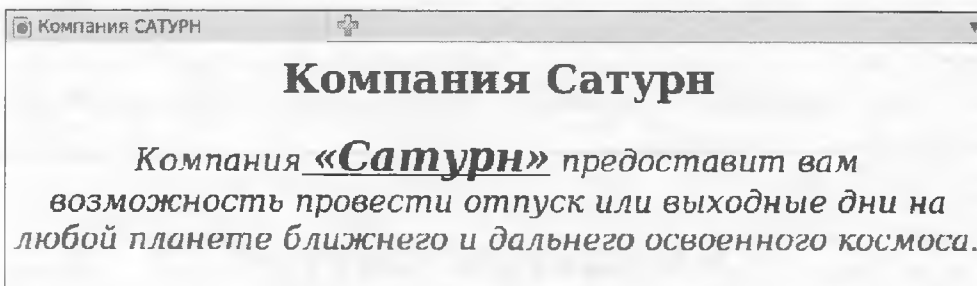 Компания САТУРН
Компания Сатурн
Компания «Сатурн» предоставит вам
возможность провести отпуск или выходные дни на
любой планете ближнего и дальнего освоенного космоса.